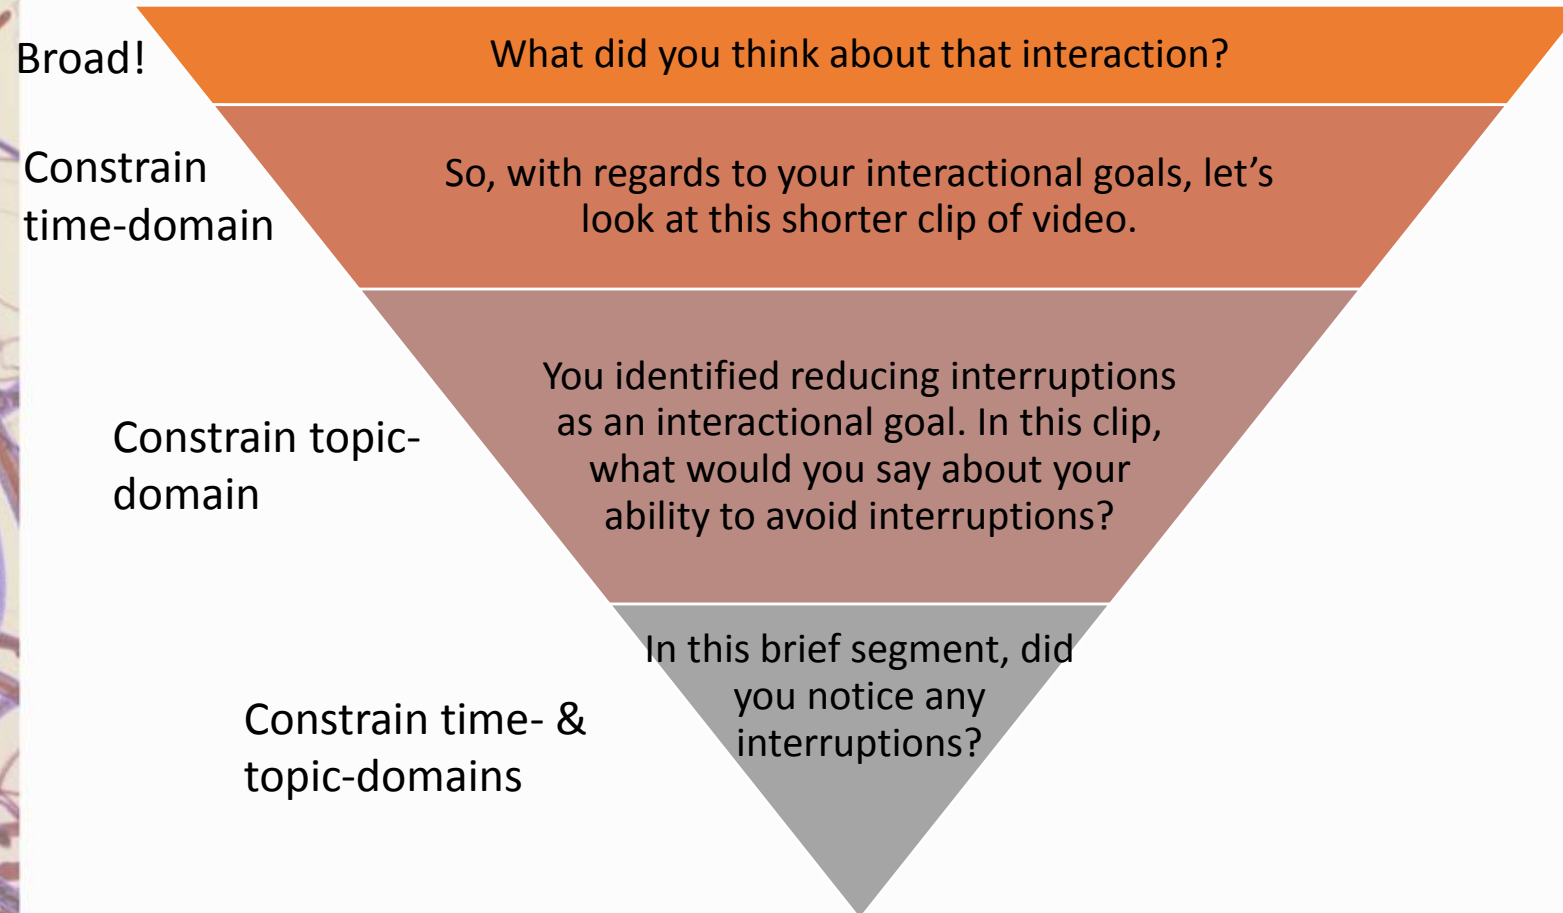 Broad!
What did you think about that interaction?
Constrain
time-domain
So, with regards to your interactional goals, let’s
look at this shorter clip of video.
Constrain topic-
domain
You identified reducing interruptions
as an interactional goal. In this clip,
what would you say about your
ability to avoid interruptions?
Constrain time- &
topic-domains
In this brief segment, did
you notice any
interruptions?